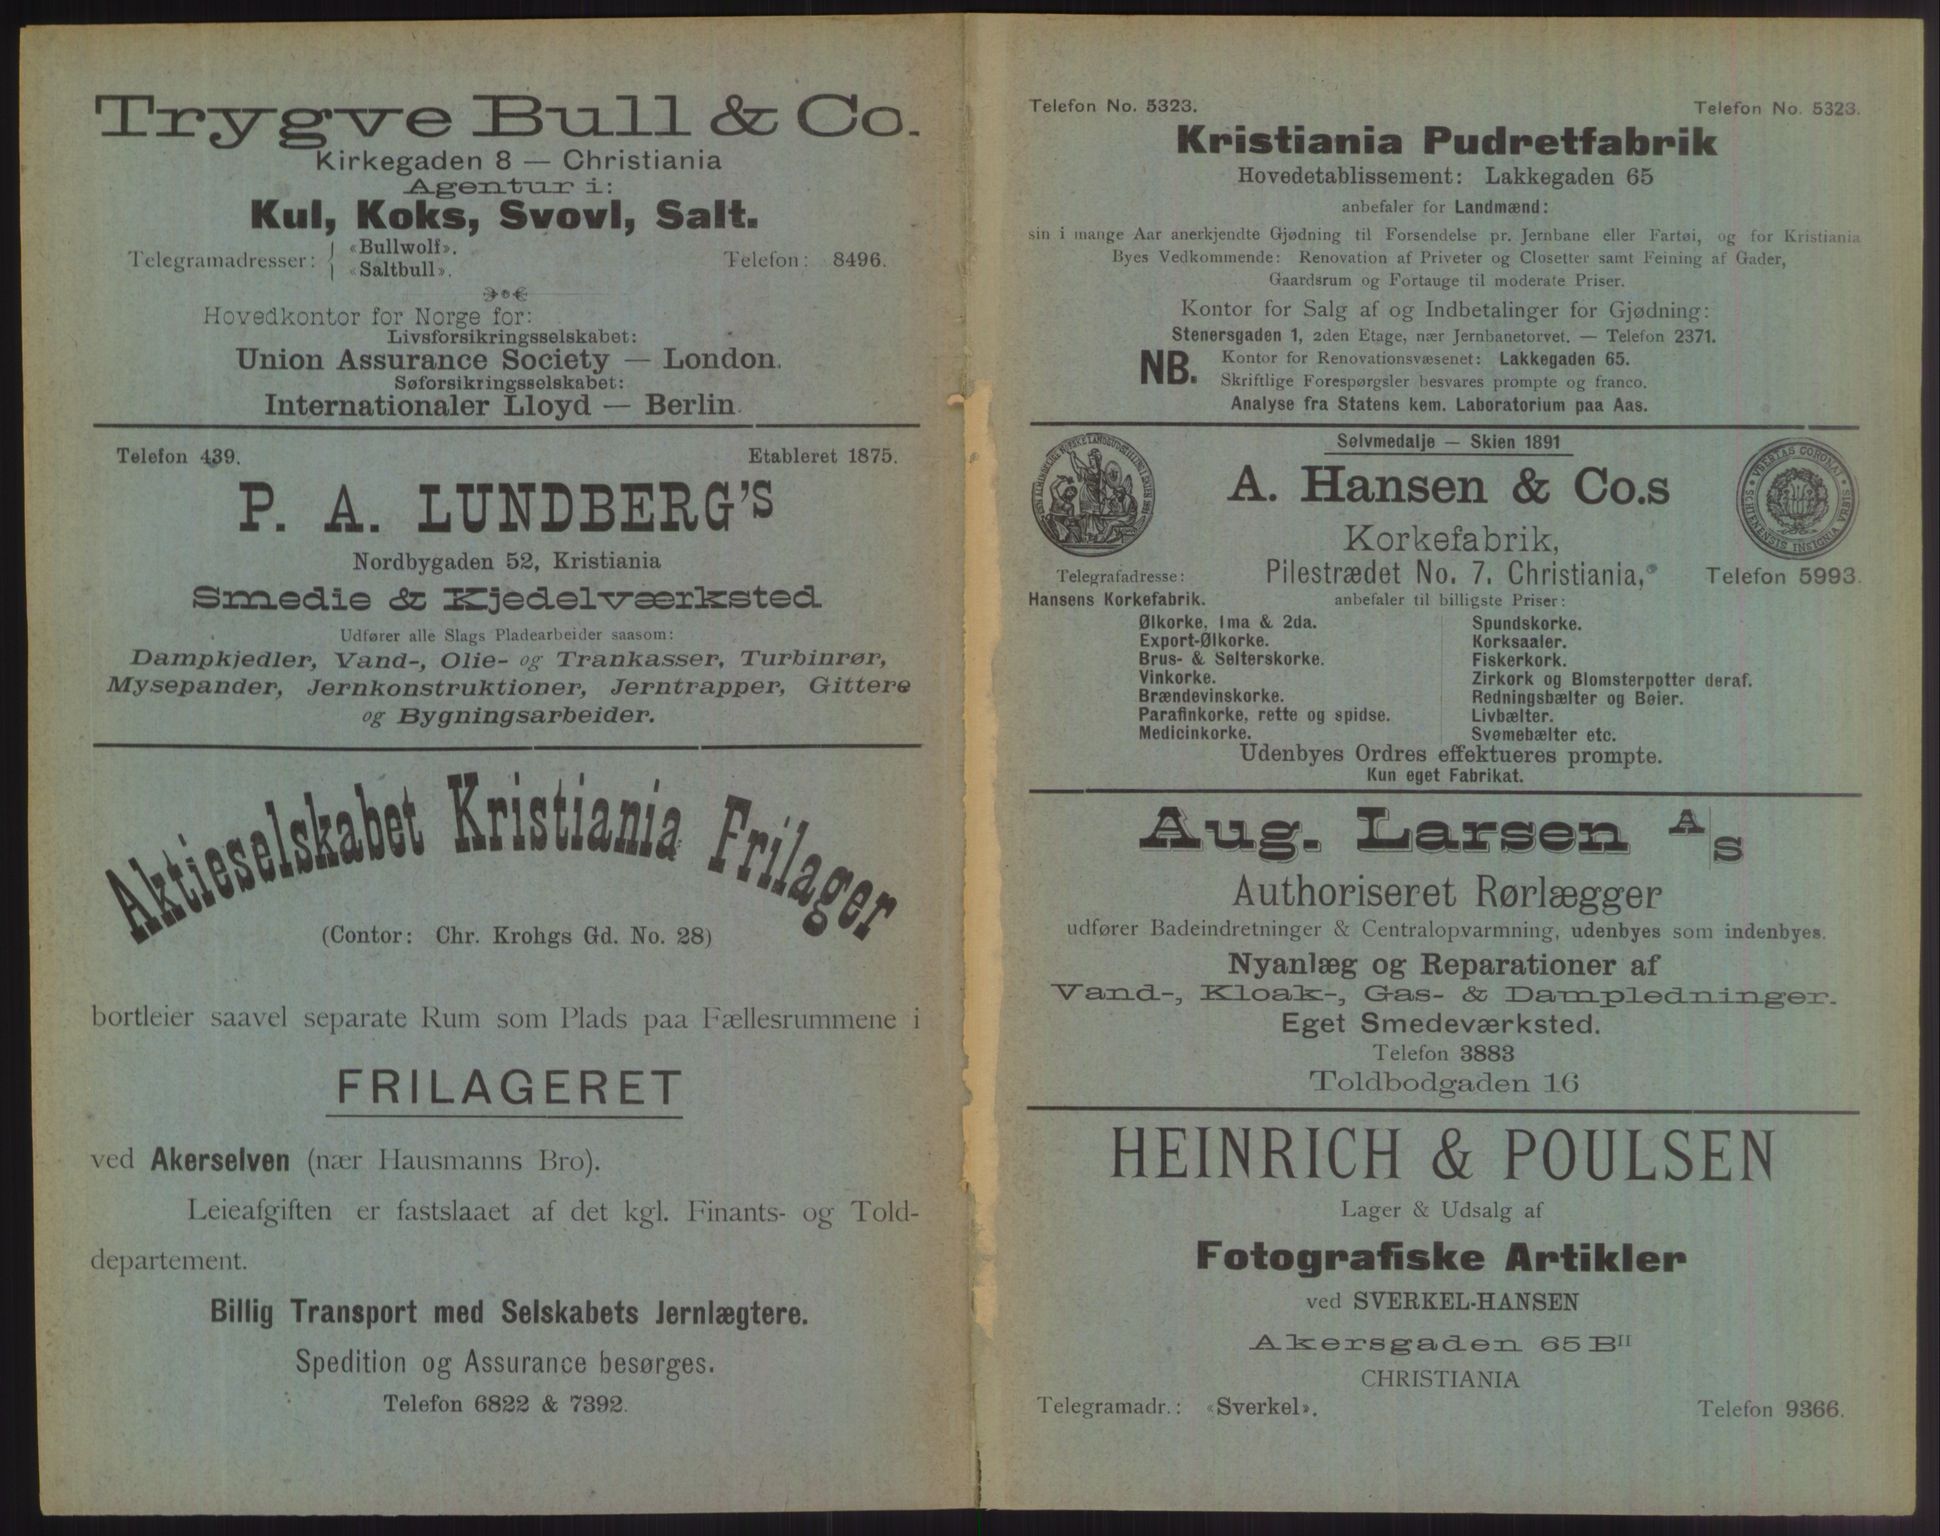 Trygve Bull & Co.
Kirkegaden 8 — Christiania
Agentur i:
Kul, Koks, Svovl, Salt.
Telegramadresser: { «Bullwolf». «Saltbull». Telefon: 8496.
Hovedkontor for Norge for:
Livsforsikringsselskabet:
Union Assurance Society — London.
Søforsikringsselskabet:
Internationaler Lloyd — Berlin.
Telefon 439. Etableret 1875.
P. A. LUNDBERG's
Nordbygaden 52, Kristiania
Smedie & Kjedelværksted
Udfører alle Slags Pladearbeider saasom:
Dampkjedler, Vand-, Olie- og Trankasser, Turbinrør,
Mysepander, Jernkonstruktioner, Jerntrapper, Gittere
og Bygningsarbeider.
Aktieselskabet Kristiania Frilager
(Contor: Chr. Krohgs Gd. No. 28)
bortleier saavel separate Rum som Plads paa Fællesrummene i
FRILAGERET
ved Akerselven (nær Hausmanns Bro).
Leieafgiften er fastslaaet af det kgl. Finants- og Told-
departement.
Billig Transport med Selskabets Jernlægtere.
Spedition og Assurance besørges.
Telefon 6822 & 7392.
Telefon No. 5323. Telefon No. 5323.
Kristiania Pudretfabrik
Hovedetablissement: Lakkegaden 65
anbefaler for Landmænd:
sin i mange Aar anerkjendte Gjødning til Forsendelse pr. Jernbane eller Fartøi, og for Kristiania
Byes Vedkommende: Renovation af Priveter og Closetter samt Feining af Gader,
Gaardsrum og Fortauge til moderate Priser.
Kontor for Salg af og Indbetalinger for Gjødning:
Stenersgaden 1, 2den Etage, nær Jernbanetorvet. — Telefon 2371.
NB. Kontor for Renovationsvæsenet: Lakkegaden 65.
Skriftlige Forespørgsler besvares prompte og franco.
Analyse fra Statens kem. Laboratorium paa Aas.
Sølvmedalje — Skien 1891
A. Hansen & Co.s
Korkefabrik,
Pilestrædet No. 7. Christiania,
Telegrafadresse: Telefon 5993.
Hansens Korkefabrik. anbefaler til billigste Priser:
Ølkorke, Ima & 2da. Spundskorke.
Export-Ølkorke. Korksaaler.
Brus- & Selterskorke. Fiskerkork.
Vinkorke. Zirkork og Blomsterpotter deraf.
Brændevinskorke. Redningsbælter og Bøier.
Parafinkorke, rette og spidse. Livbælter.
Medicinkorke. Svømebælter etc.
Udenbyes Ordres effektueres prompte.
Kun eget Fabrikat.
Aug. Larsen A/s
Authoriseret Rørlægger
udfører Badeindretninger & Centralopvarmning, udenbyes som indenbyes.
Nyanlæg og Reparationer af
Vand-, Kloak-, Gas- & Dampledninger.
Eget Smedeværksted.
Telefon 3883
Toldbodgaden 16
HEINRICH & POULSEN
Lager & Udsalg af
Fotografiske Artikler
ved SVERKEL-HANSEN
Akersgaden 65 BII
CHRISTIANIA
Telegramadr.: «Sverkel». Telefon 9366.